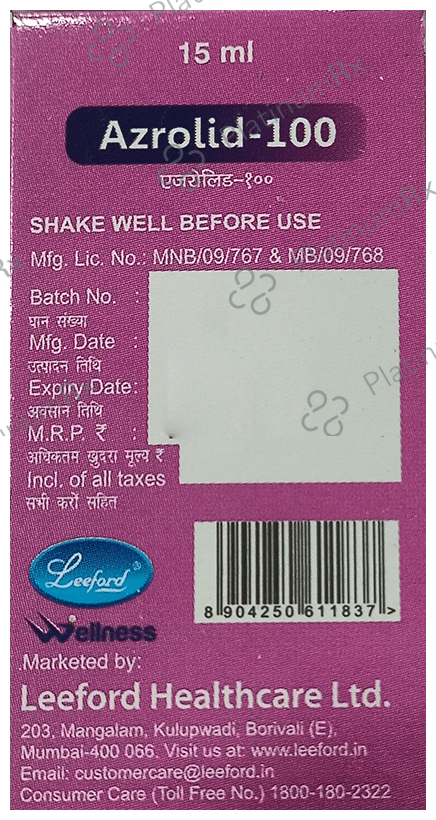 15 ml
Azrolid-100
एजरोलिड-१००
SHAKE WELL BEFORE USE
Mfg. Lic. No.: MNB/09/767 & MB/09/768
Batch No. :
घान संख्या
Mfg. Date :
उत्पादन तिथि
Expiry Date:
अवसान तिथि
M.R.P. ₹ :
अधिकतम खुदरा मूल्य ₹
Incl. of all taxes
सभी करों सहित
Leeford®
Wellness
8 904250 611837 >
Marketed by:
Leeford Healthcare Ltd.
203, Mangalam, Kulupwadi, Borivali (E),
Mumbai-400 066. Visit us at: www.leeford.in
Email: customercare@leeford.in
Consumer Care (Toll Free No.) 1800-180-2322
PlatinumRx